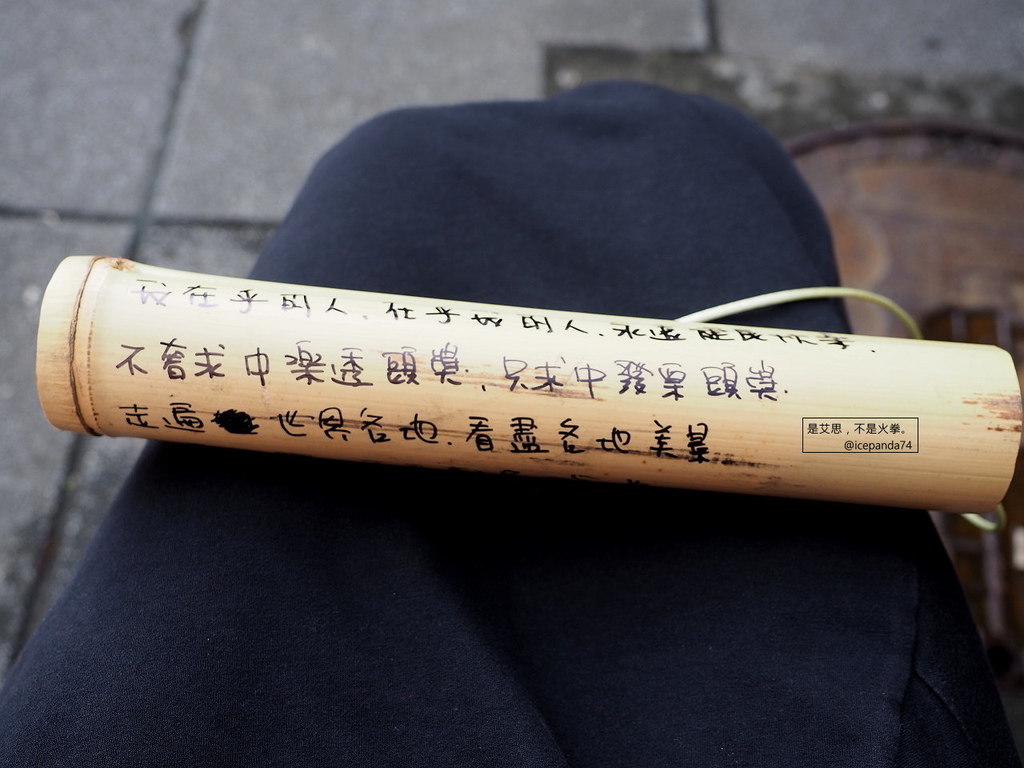 我在乎的人、在乎我的人、永遠健康快樂、
不奢求中楽透頭獎、只求中發票頭獎.
走遍世界各地.看盡各地美景
是艾思，不是火拳。
@icepanda74